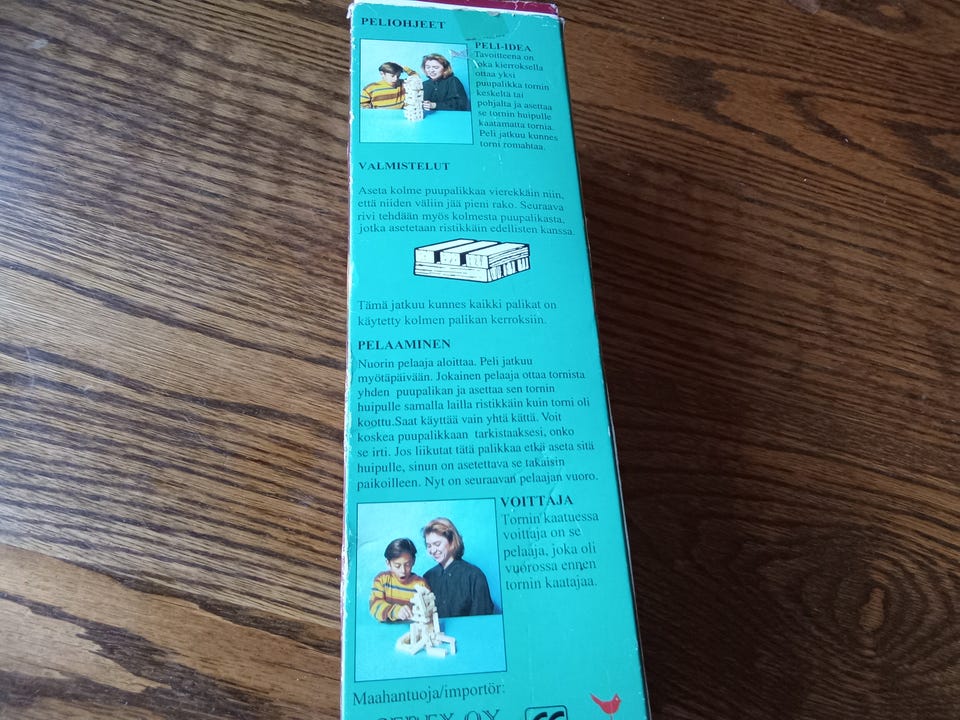 PELIOHJEET
PELI-IDEA
Tavoitteena on
joka kierroksella
ottaa yksi
puupalikka tornin
keskeltä tai
pohjalta ja asettaa
se tornin huipulle
kaatamatta tornia.
Peli jatkuu kunnes
torni romahtaa.
VALMISTELUT
Aseta kolme puupalikkaa vierekkäin niin,
että niiden väliin jää pieni rako. Seuraava
rivi tehdään myös kolmesta puupalikasta,
jotka asetetaan ristikkäin edellisten kanssa.
Tämä jatkuu kunnes kaikki palikat on
käytetty kolmen palikan kerroksiin.
PELAAMINEN
Nuorin pelaaja aloittaa. Peli jatkuu
myötäpäivään. Jokainen pelaaja ottaa tornista
yhden puupalikan ja asettaa sen tornin
huipulle samalla lailla ristikkäin kuin torni oli
koottu.Saat käyttää vain yhtä kättä. Voit
koskea puupalikkaan tarkistaaksesi, onko
se irti. Jos liikutat tätä palikkaa etkä aseta sitä
huipulle, sinun on asetettava se takaisin
paikoilleen. Nyt on seuraavan pelaajan vuoro.
VOITTAJA
Tornin kaatuessa
voittaja on se
pelaaja, joka oli
vuorossa ennen
tornin kaatajaa.
Maahantuoja/importör:
OY